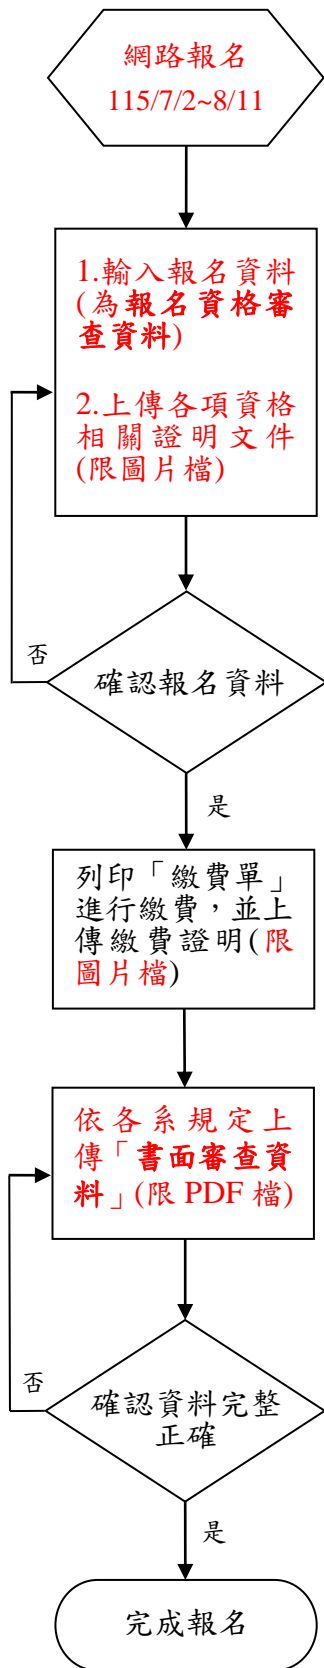 網路報名
115/7/2~8/11
1.輸入報名資料
(為報名資格審
查資料)
2.上傳各項資格
相關證明文件
(限圖片檔)
否
確認報名資料
是
列印「繳費單」
進行繳費，並上
傳繳費證明(限
圖片檔)
依各系規定上
傳「書面審查資
料」(限 PDF 檔)
否
確認資料完整
正確
是
完成報名